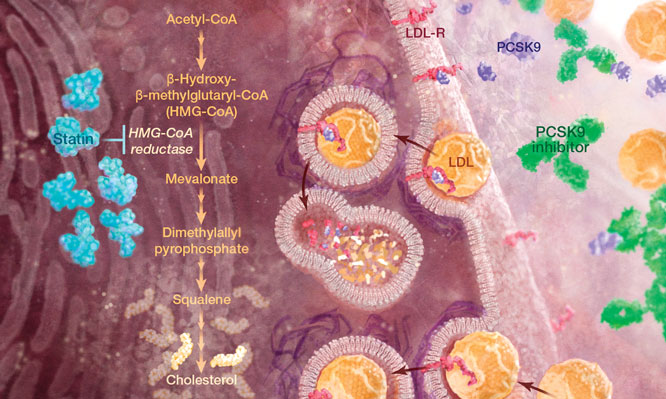 Acetyl-CoA
β-Hydroxy-
β-methylglutaryl-CoA
(HMG-CoA)
Statin
HMG-CoA
reductase
Mevalonate
Dimethylallyl
pyrophosphate
Squalene
Cholesterol
LDL-R
PCSK9
LDL
PCSK9
inhibitor